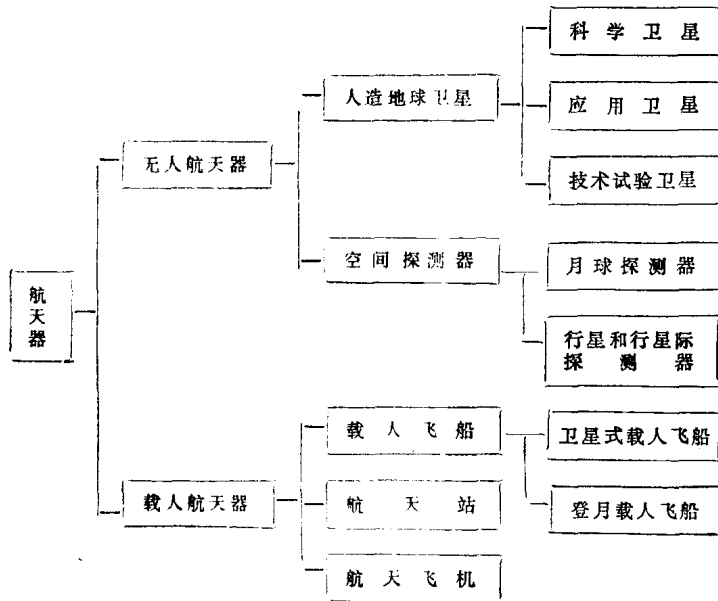 航天器
无人航天器
人造地球卫星
科学卫星
应用卫星
技术试验卫星
空间探测器
月球探测器
行星和行星际
探测器
载人航天器
载人飞船
卫星式载人飞船
登月载人飞船
航天站
航天飞机